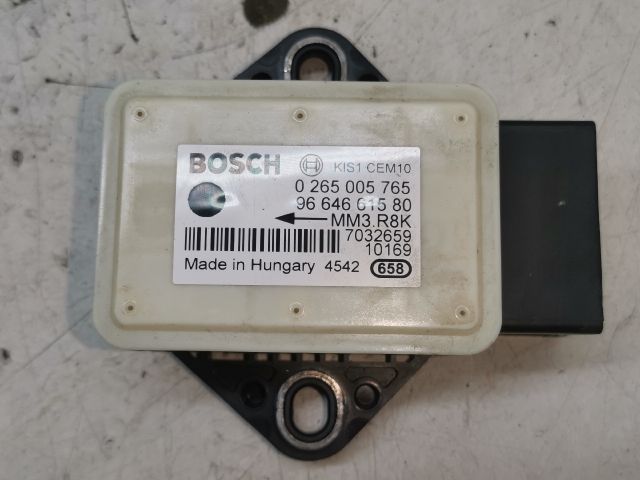 BOSCH KIS1 CEM10
0 265 005 765
96 646 615 80
MM3.R8K
7032659
10169
Made in Hungary 4542 658